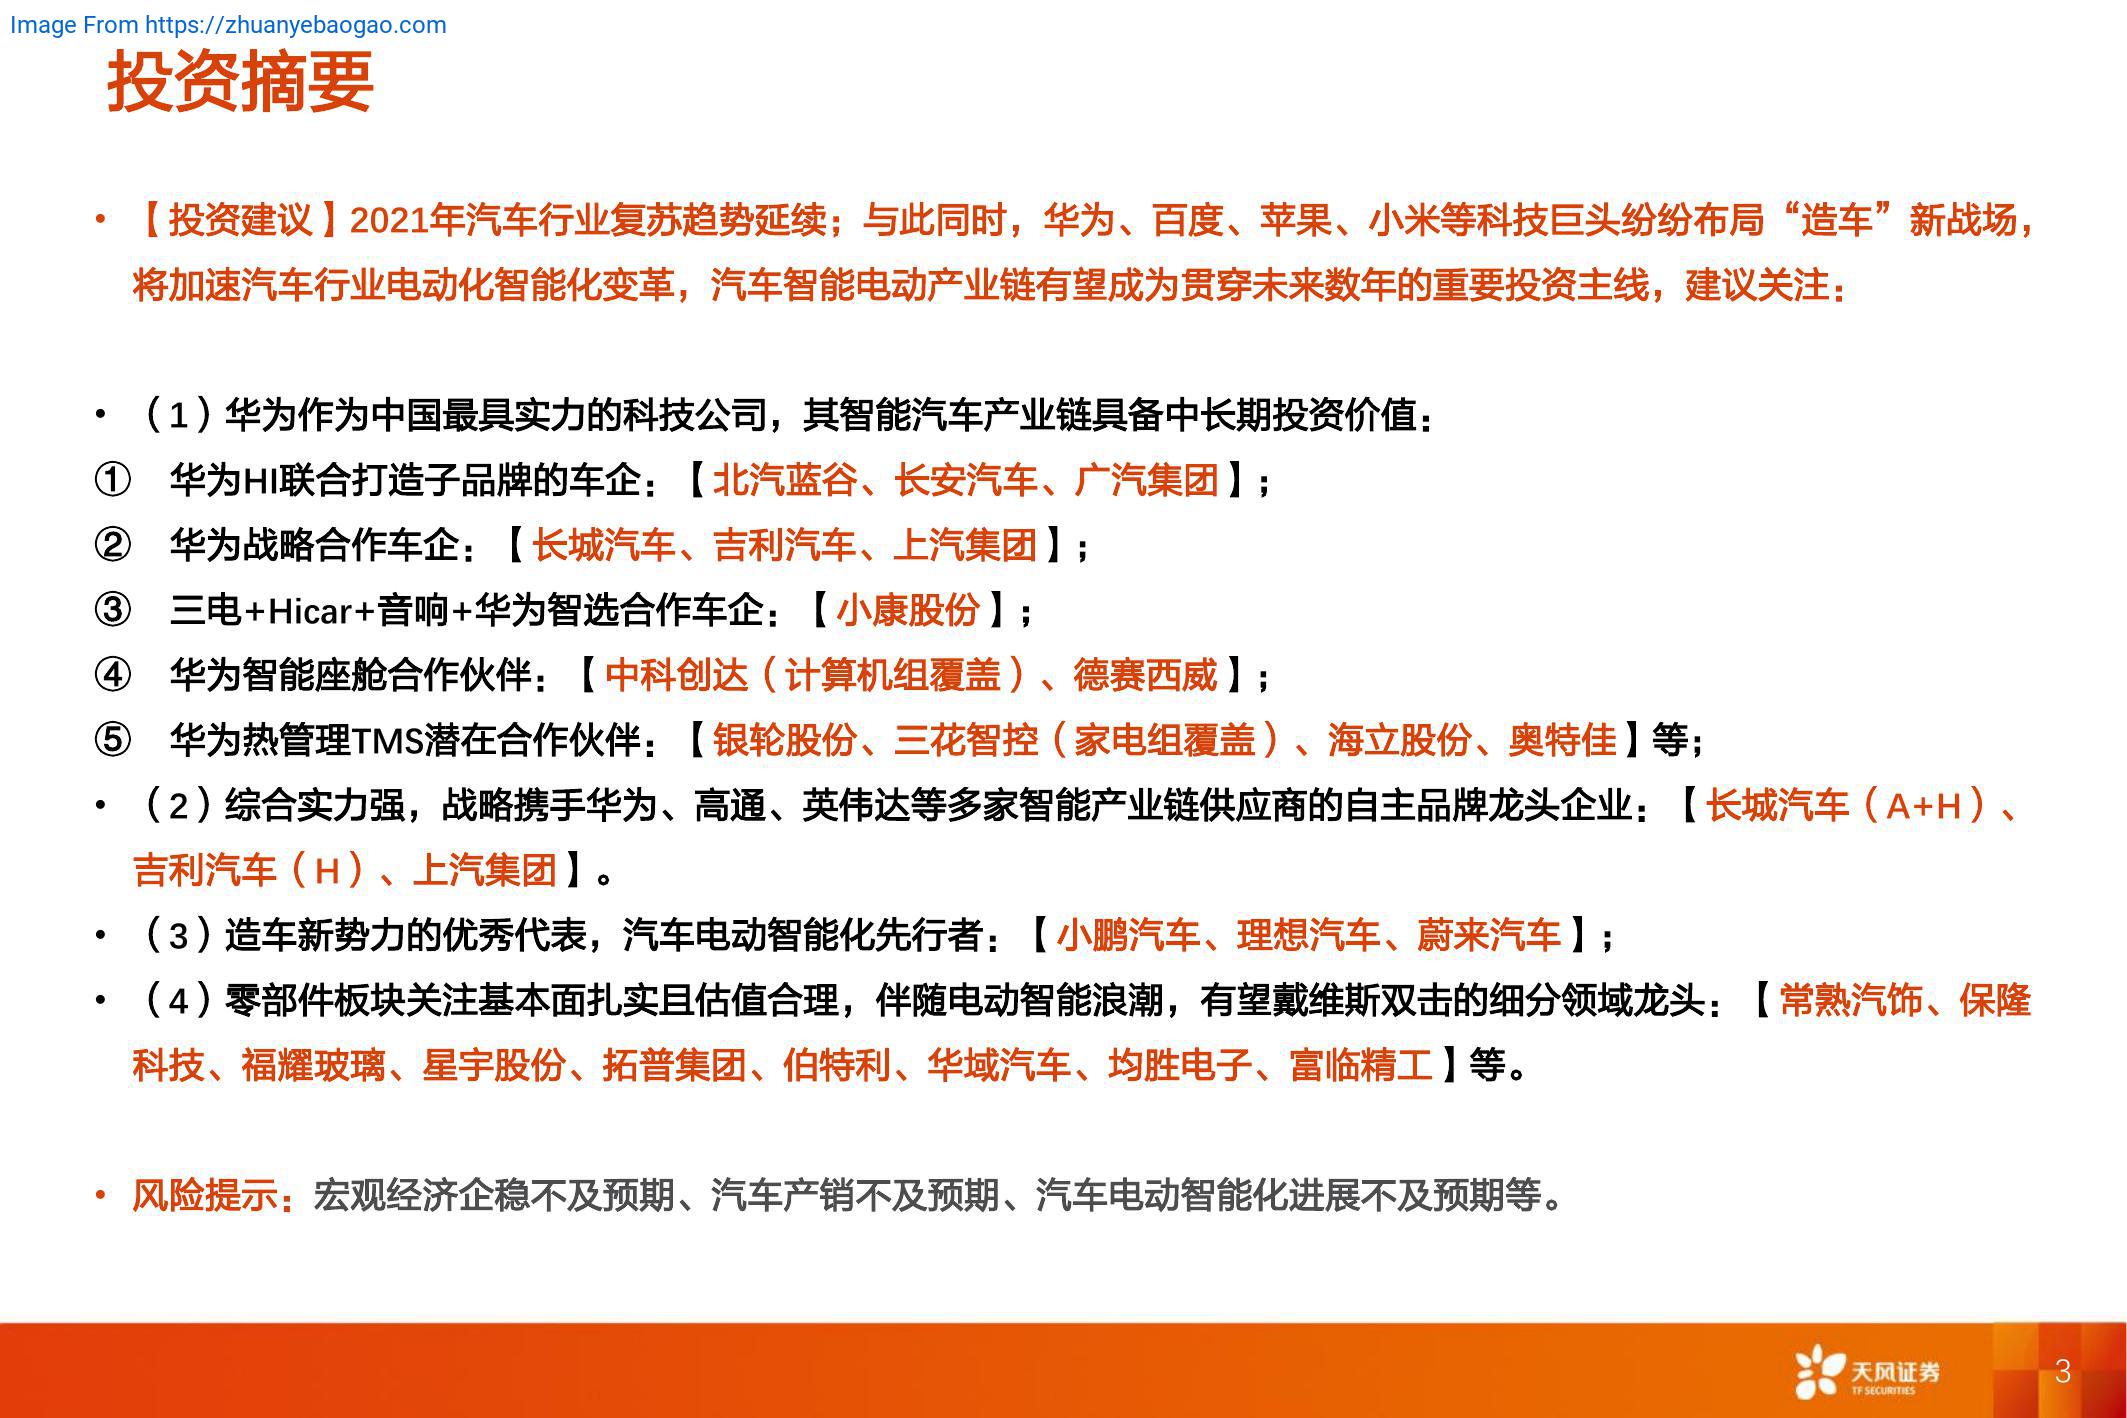 Image From https://zhuanyebaogao.com
投资摘要
• 【投资建议】2021年汽车行业复苏趋势延续；与此同时，华为、百度、苹果、小米等科技巨头纷纷布局“造车”新战场，
将加速汽车行业电动化智能化变革，汽车智能电动产业链有望成为贯穿未来数年的重要投资主线，建议关注：
• （1）华为作为中国最具实力的科技公司，其智能汽车产业链具备中长期投资价值：
① 华为HI联合打造子品牌的车企：【北汽蓝谷、长安汽车、广汽集团】；
② 华为战略合作车企：【长城汽车、吉利汽车、上汽集团】；
③ 三电+Hicar+音响+华为智选合作车企：【小康股份】；
④ 华为智能座舱合作伙伴：【中科创达（计算机组覆盖）、德赛西威】；
⑤ 华为热管理TMS潜在合作伙伴：【银轮股份、三花智控（家电组覆盖）、海立股份、奥特佳】等；
• （2）综合实力强，战略携手华为、高通、英伟达等多家智能产业链供应商的自主品牌龙头企业：【长城汽车（A+H）、
吉利汽车（H）、上汽集团】。
• （3）造车新势力的优秀代表，汽车电动智能化先行者：【小鹏汽车、理想汽车、蔚来汽车】；
• （4）零部件板块关注基本面扎实且估值合理，伴随电动智能浪潮，有望戴维斯双击的细分领域龙头：【常熟汽饰、保隆
科技、福耀玻璃、星宇股份、拓普集团、伯特利、华域汽车、均胜电子、富临精工】等。
• 风险提示：宏观经济企稳不及预期、汽车产销不及预期、汽车电动智能化进展不及预期等。
天风证券
TF SECURITIES
3